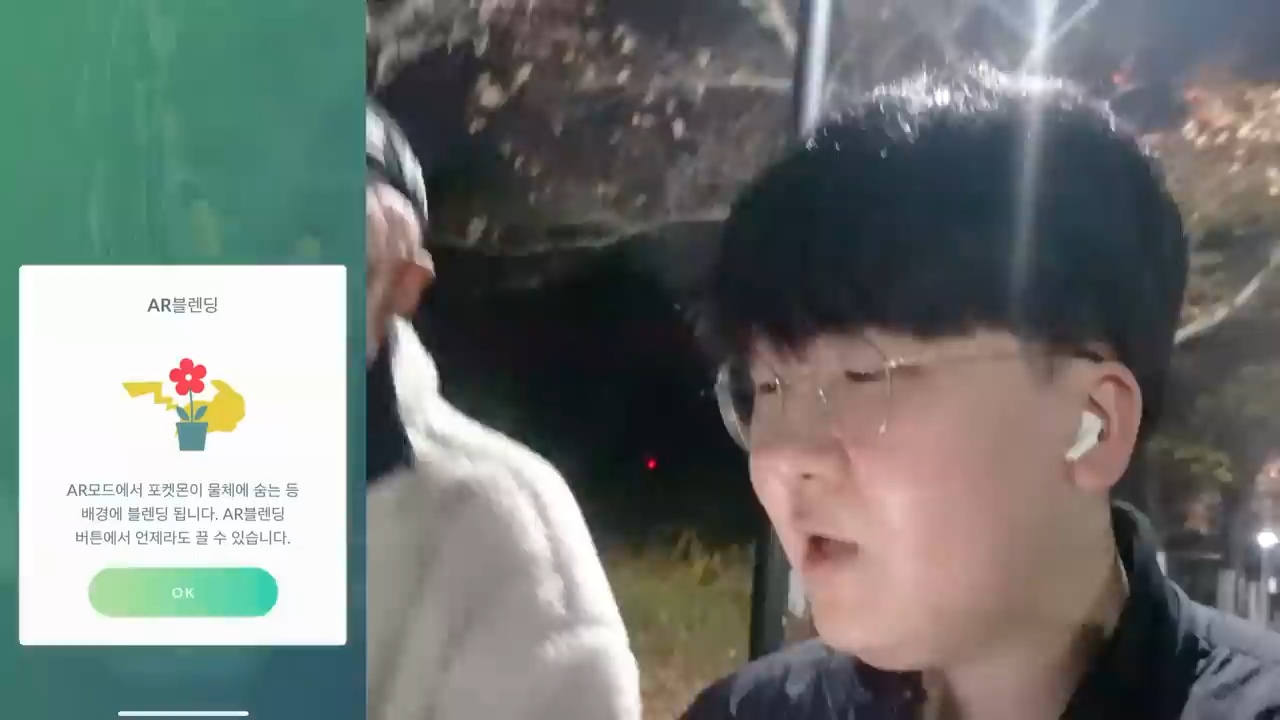 AR블렌딩
AR모드에서 포켓몬이 물체에 숨는 등
배경에 블렌딩 됩니다. AR블렌딩
버튼에서 언제라도 끌 수 있습니다.
OK